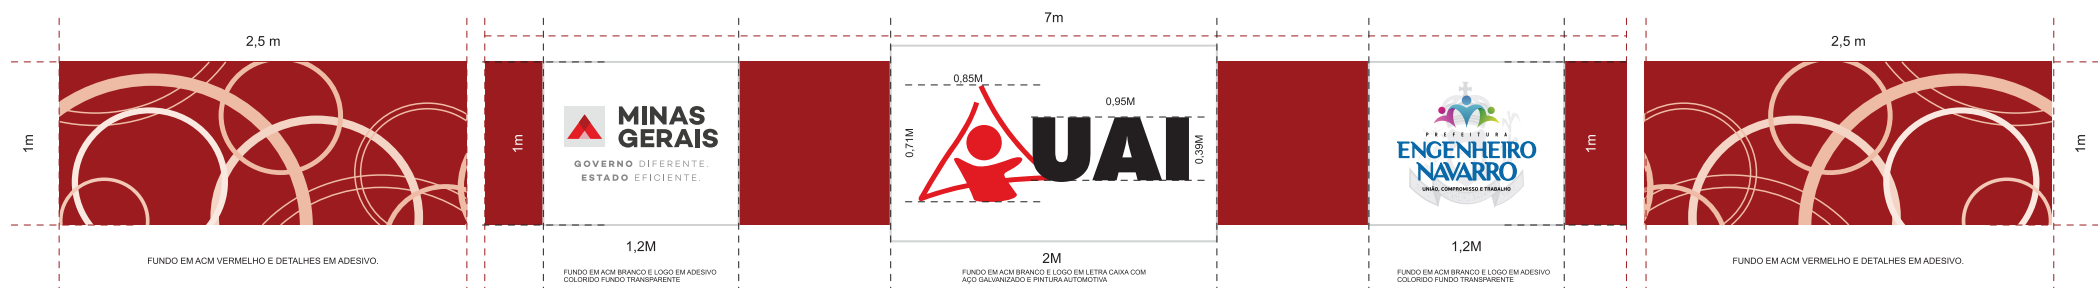 7m
2,5 m
2,5 m
0,85M
0,95M
1m
1m
MINAS
GERAIS
GOVERNO DIFERENTE.
ESTADO EFICIENTE.
0,71M
UAI
0,39M
PREFEITURA
ENGENHEIRO
NAVARRO
UNIÃO, COMPROMISSO E TRABALHO
1m
1m
1,2M
2M
1,2M
FUNDO EM ACM VERMELHO E DETALHES EM ADESIVO.
FUNDO EM ACM BRANCO E LOGO EM ADESIVO
COLORIDO FUNDO TRANSPARENTE
FUNDO EM ACM BRANCO E LOGO EM LETRA CAIXA COM
AÇO GALVANIZADO E PINTURA AUTOMOTIVA
FUNDO EM ACM BRANCO E LOGO EM ADESIVO
COLORIDO FUNDO TRANSPARENTE
FUNDO EM ACM VERMELHO E DETALHES EM ADESIVO.